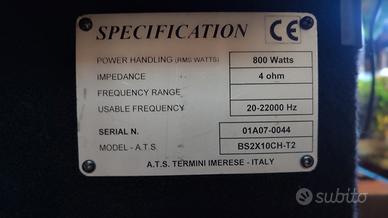 SPECIFICATION CE
POWER HANDLING (RMS WATTS) 800 Watts
IMPEDANCE 4 ohm
FREQUENCY RANGE
USABLE FREQUENCY 20-22000 Hz
SERIAL N. 01A07-0044
MODEL - A.T.S. BS2X10CH-T2
A.T.S. TERMINI IMERESE - ITALY
subito